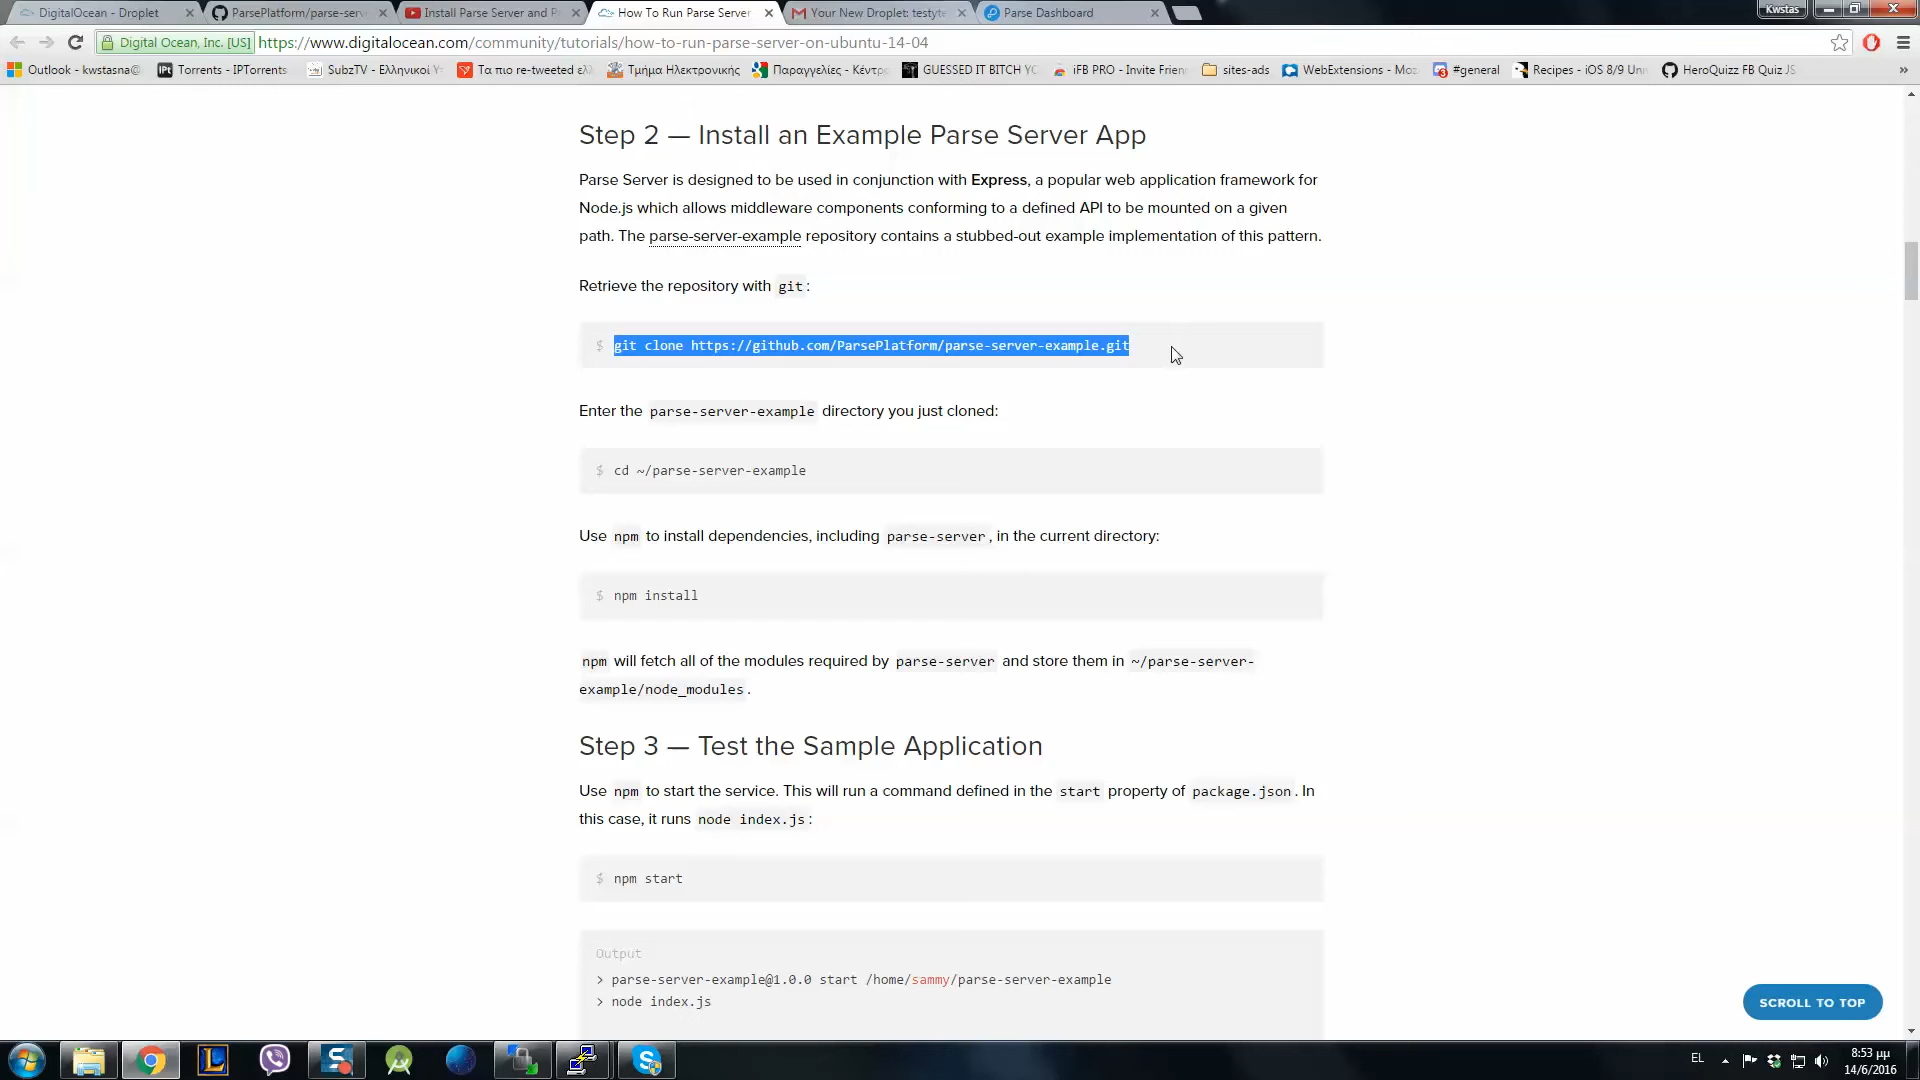 DigitalOcean - Droplet
ParsePlatform/parse-serv
Install Parse Server and P
How To Run Parse Server
Your New Droplet: testyte
Parse Dashboard
Kwstas
Digital Ocean, Inc. [US]
https://www.digitalocean.com/community/tutorials/how-to-run-parse-server-on-ubuntu-14-04
Outlook - kwstasna@
Torrents - IPTorrents
SubzTV - Ελληνικοί Υ
Τα πιο re-tweeted ελλ
Τμήμα Ηλεκτρονικής
Παραγγελίες - Κέντρ
GUESSED IT BITCH YO
iFB PRO - Invite Frien
sites-ads
WebExtensions - Moz
#general
Recipes - iOS 8/9 Uni
HeroQuizz FB Quiz JS
»
Step 2 — Install an Example Parse Server App
Parse Server is designed to be used in conjunction with Express, a popular web application framework for
Node.js which allows middleware components conforming to a defined API to be mounted on a given
path. The parse-server-example repository contains a stubbed-out example implementation of this pattern.
Retrieve the repository with git:
$ git clone https://github.com/ParsePlatform/parse-server-example.git
Enter the parse-server-example directory you just cloned:
$ cd ~/parse-server-example
Use npm to install dependencies, including parse-server, in the current directory:
$ npm install
npm will fetch all of the modules required by parse-server and store them in ~/parse-server-
example/node_modules.
Step 3 — Test the Sample Application
Use npm to start the service. This will run a command defined in the start property of package.json. In
this case, it runs node index.js:
$ npm start
Output
> parse-server-example@1.0.0 start /home/sammy/parse-server-example
> node index.js
SCROLL TO TOP
EL
8:53 μμ
14/6/2016